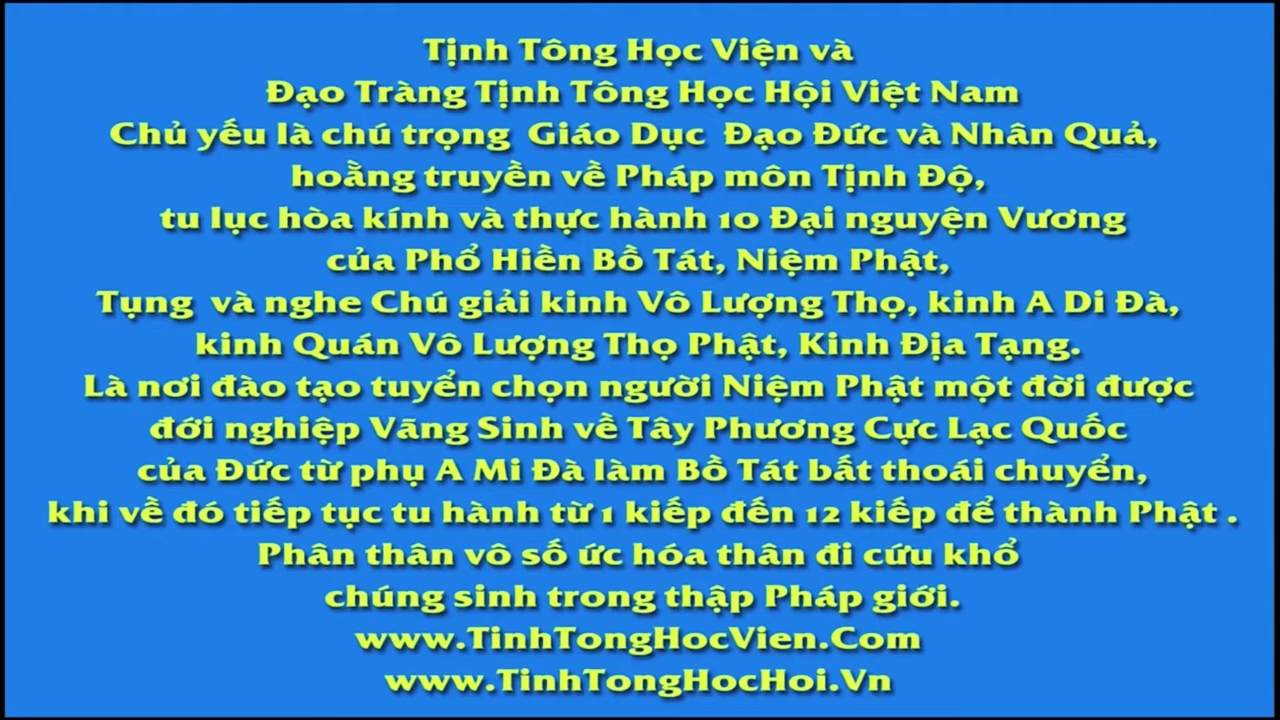 Tịnh Tông Học Viện và
Đạo Tràng Tịnh Tông Học Hội Việt Nam
Chủ yếu là chú trọng Giáo Dục Đạo Đức và Nhân Quả,
hoằng truyền về Pháp môn Tịnh Độ,
tu lục hòa kính và thực hành 10 Đại nguyện Vương
của Phổ Hiền Bồ Tát, Niệm Phật,
Tụng và nghe Chú giải kinh Vô Lượng Thọ, kinh A Di Đà,
kinh Quán Vô Lượng Thọ Phật, Kinh Địa Tạng.
Là nơi đào tạo tuyển chọn người Niệm Phật một đời được
đới nghiệp Vãng Sinh về Tây Phương Cực Lạc Quốc
của Đức từ phụ A Mi Đà làm Bồ Tát bất thoái chuyển,
khi về đó tiếp tục tu hành từ 1 kiếp đến 12 kiếp để thành Phật .
Phân thân vô số ức hóa thân đi cứu khổ
chúng sinh trong thập Pháp giới.
www.TinhTongHocVien.Com
www.TinhTongHocHoi.Vn